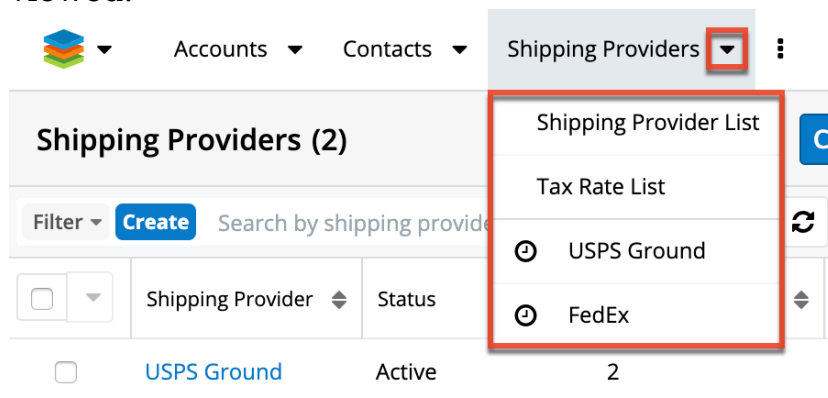 Accounts Contacts Shipping Providers
Shipping Providers (2)
Shipping Provider List
Tax Rate List
Filter Create Search by shipping provide
USPS Ground
FedEx
Shipping Provider Status
USPS Ground Active 2